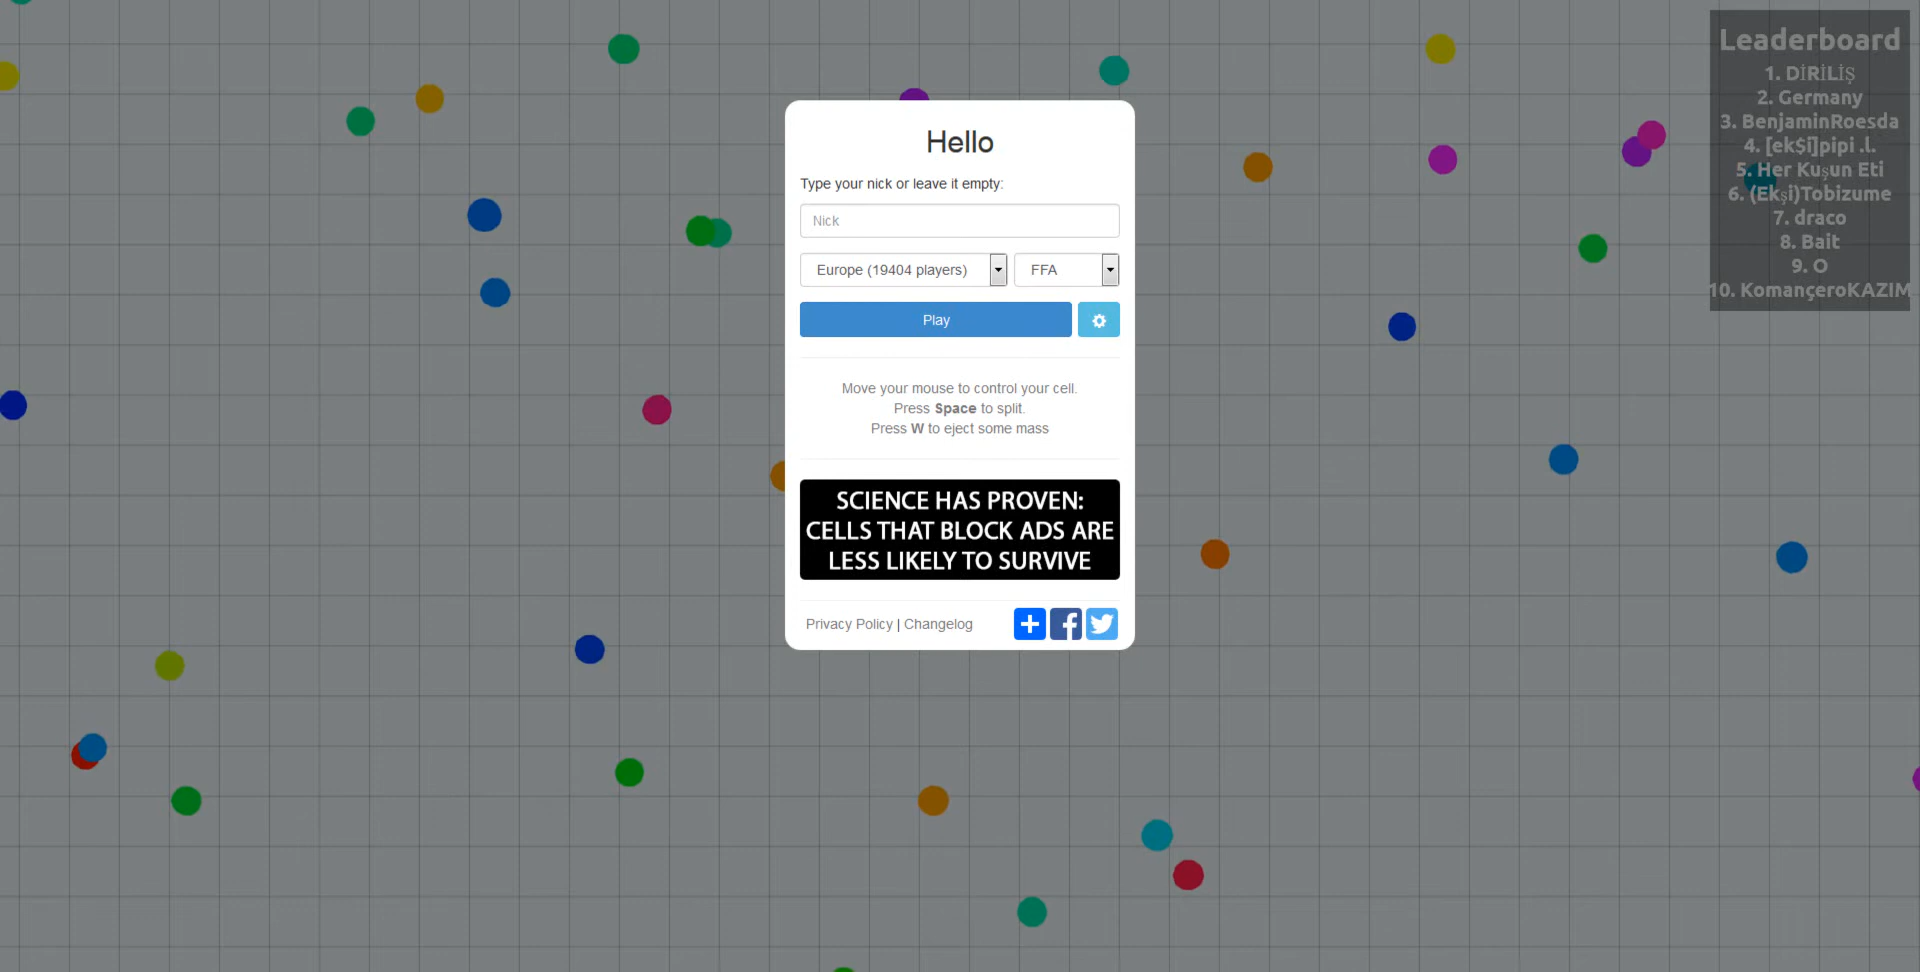 Hello
Type your nick or leave it empty:
Nick
Europe (19404 players)
FFA
Play
Move your mouse to control your cell.
Press Space to split.
Press W to eject some mass
SCIENCE HAS PROVEN:
CELLS THAT BLOCK ADS ARE
LESS LIKELY TO SURVIVE
Privacy Policy | Changelog
Leaderboard
1. DİRİLİŞ
2. Germany
3. BenjaminRoesda
4. [ek$i]pipi .l.
5. Her Kuşun Eti
6. (Ekşi)Tobizume
7. draco
8. Bait
9. O
10. KomançeroKAZIM